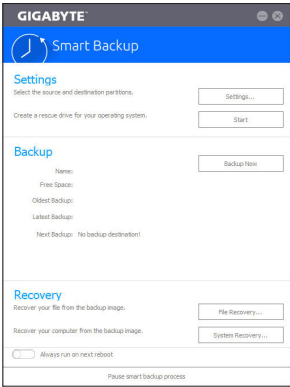 GIGABYTE™
Smart Backup
Settings
Select the source and destination partitions.
Settings...
Create a rescue drive for your operating system.
Start
Backup
Backup Now
Name:
Free Space:
Oldest Backup:
Latest Backup:
Next Backup: No backup destination!
Recovery
Recover your file from the backup image.
File Recovery...
Recover your computer from the backup image.
System Recovery...
Always run on next reboot
Pause smart backup process